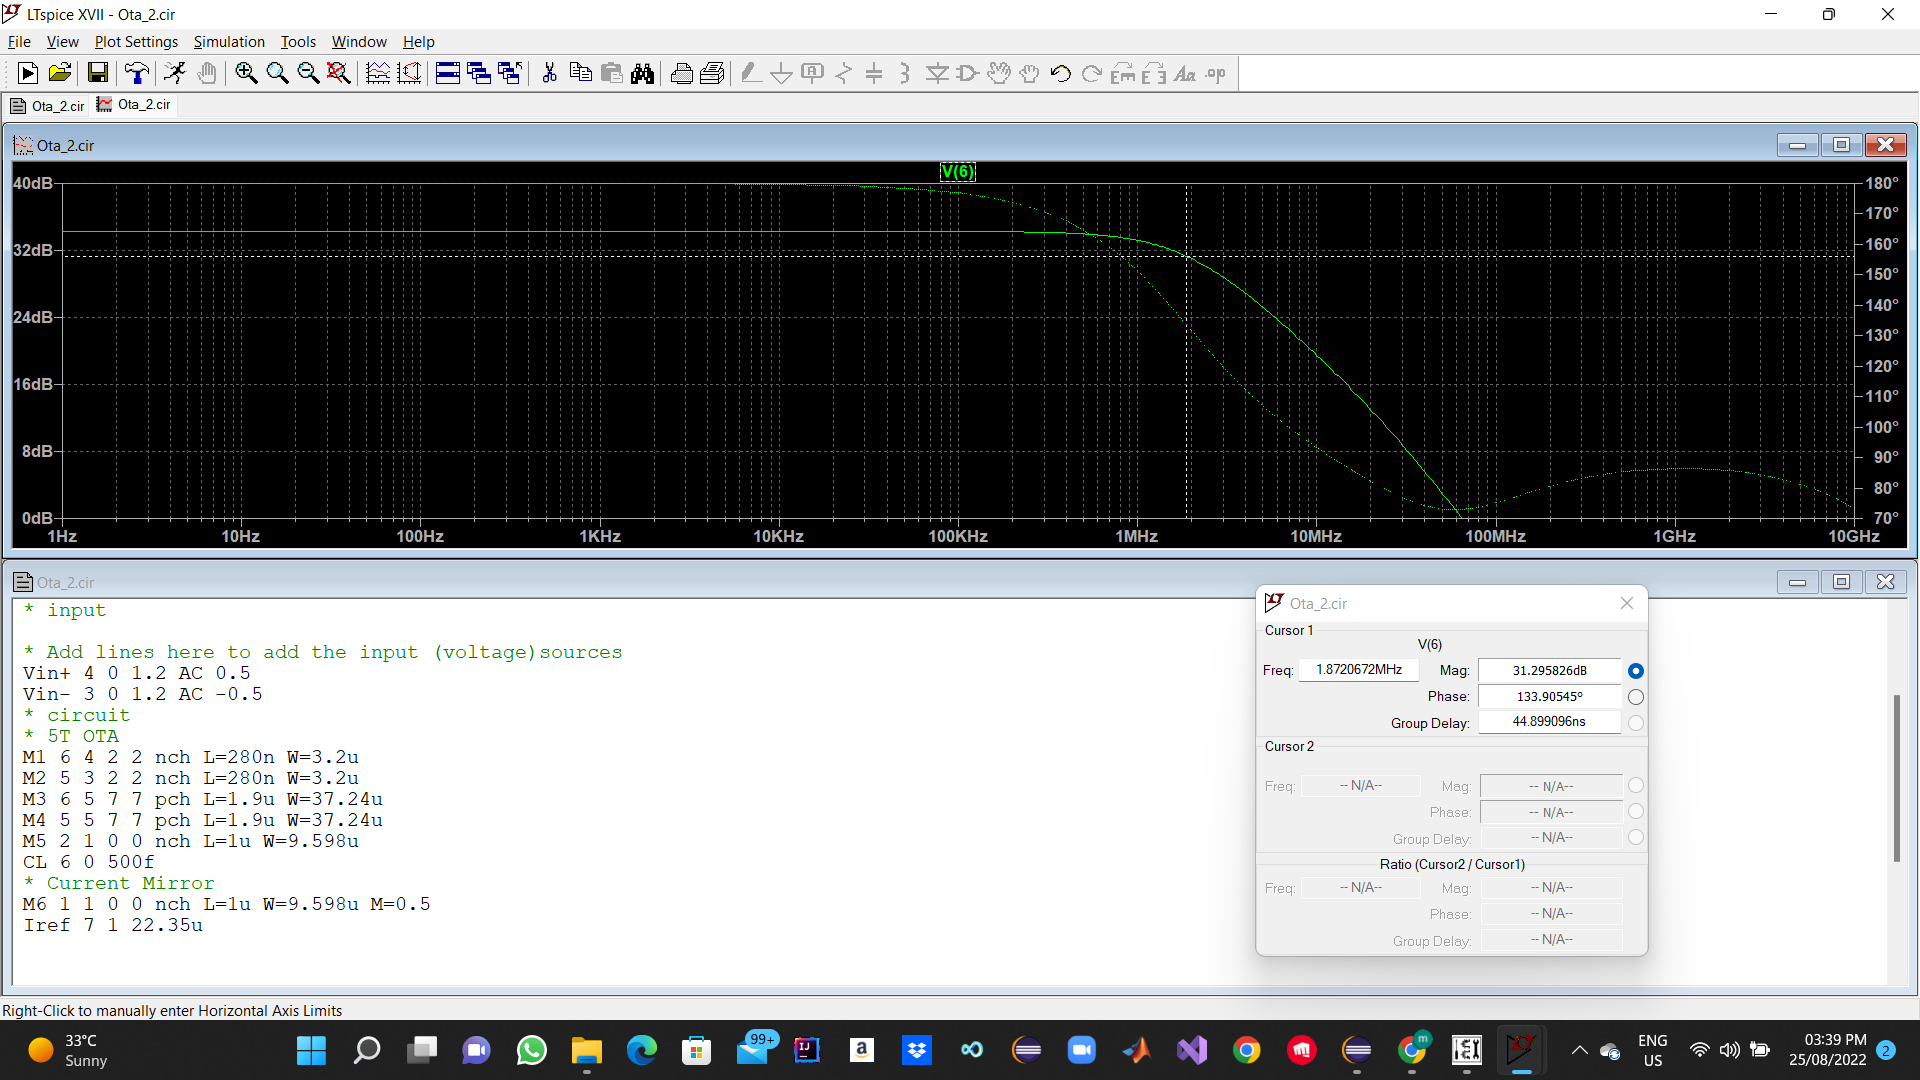 LTspice XVII - Ota_2.cir
File View Plot Settings Simulation Tools Window Help
Ota_2.cir Ota_2.cir
Ota_2.cir
V(6)
40dB
32dB
24dB
16dB
8dB
0dB
180°
170°
160°
150°
140°
130°
120°
110°
100°
90°
80°
70°
1Hz 10Hz 100Hz 1KHz 10KHz 100KHz 1MHz 10MHz 100MHz 1GHz 10GHz
Ota_2.cir
* input
* Add lines here to add the input (voltage)sources
Vin+ 4 0 1.2 AC 0.5
Vin- 3 0 1.2 AC -0.5
* circuit
* 5T OTA
M1 6 4 2 2 nch L=280n W=3.2u
M2 5 3 2 2 nch L=280n W=3.2u
M3 6 5 7 7 pch L=1.9u W=37.24u
M4 5 5 7 7 pch L=1.9u W=37.24u
M5 2 1 0 0 nch L=1u W=9.598u
CL 6 0 500f
* Current Mirror
M6 1 1 0 0 nch L=1u W=9.598u M=0.5
Iref 7 1 22.35u
Ota_2.cir
Cursor 1
V(6)
Freq: 1.8720672MHz Mag: 31.295826dB
Phase: 133.90545°
Group Delay: 44.899096ns
Cursor 2
Freq: -- N/A-- Mag: -- N/A--
Phase: -- N/A--
Group Delay: -- N/A--
Ratio (Cursor2 / Cursor1)
Freq: -- N/A-- Mag: -- N/A--
Phase: -- N/A--
Group Delay: -- N/A--
Right-Click to manually enter Horizontal Axis Limits
33°C
Sunny
99+
ENG
US
03:39 PM
25/08/2022
2